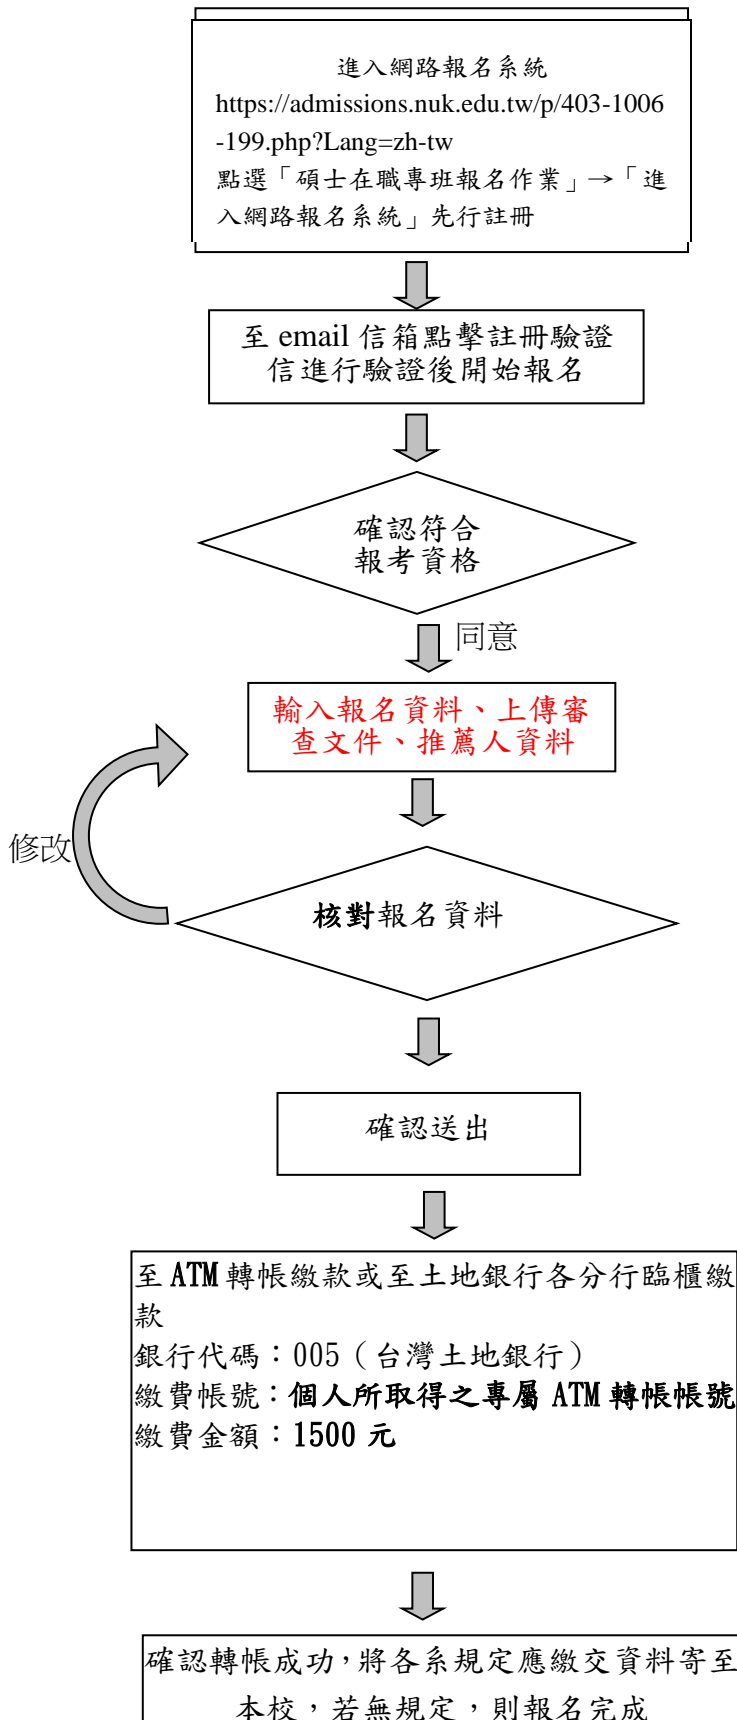 進入網路報名系統
https://admissions.nuk.edu.tw/p/403-1006
-199.php?Lang=zh-tw
點選「碩士在職專班報名作業」→「進
入網路報名系統」先行註冊
至 email 信箱點擊註冊驗證
信進行驗證後開始報名
確認符合
報考資格
同意
輸入報名資料、上傳審
查文件、推薦人資料
修改
核對報名資料
確認送出
至 ATM 轉帳繳款或至土地銀行各分行臨櫃繳
款
銀行代碼：005（台灣土地銀行）
繳費帳號：個人所取得之專屬 ATM 轉帳帳號
繳費金額：1500 元
確認轉帳成功，將各系規定應繳交資料寄至
本校，若無規定，則報名完成